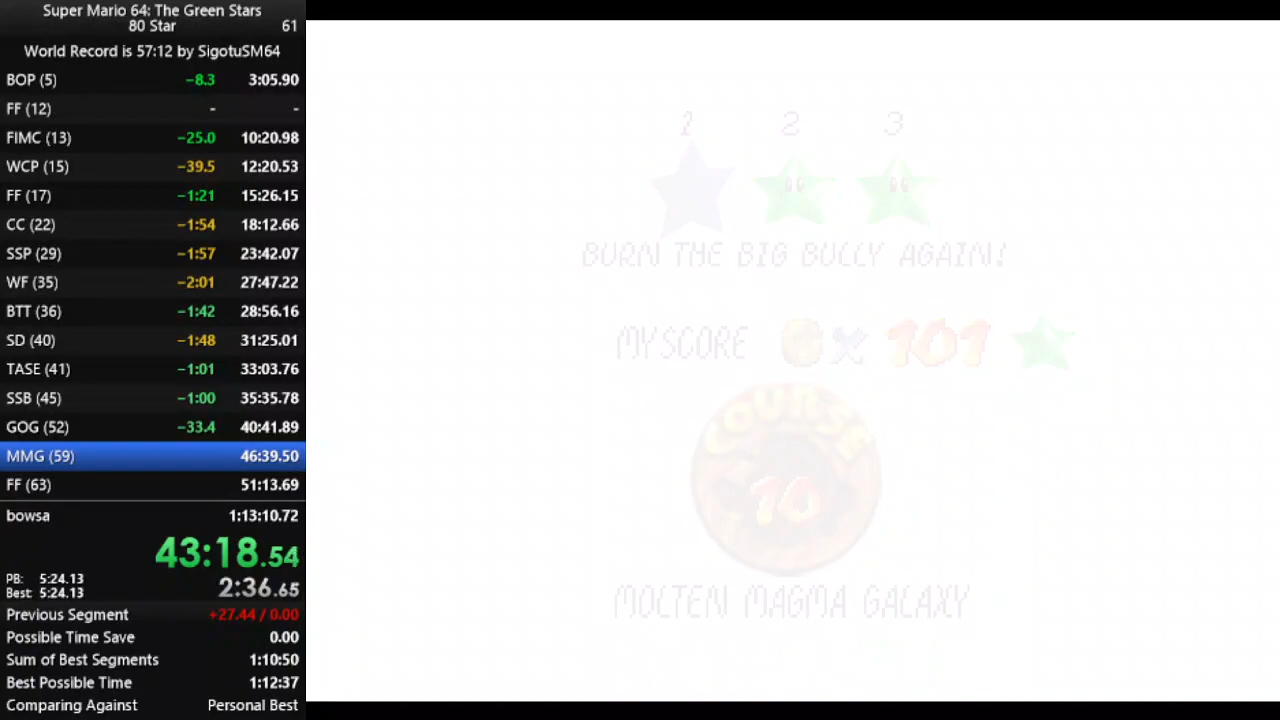 Super Mario 64: The Green Stars
80 Star 61
World Record is 57:12 by SigotuSM64
BOP (5) −8.3 3:05.90
FF (12) - -
FIMC (13) −25.0 10:20.98
WCP (15) −39.5 12:20.53
FF (17) −1:21 15:26.15
CC (22) −1:54 18:12.66
SSP (29) −1:57 23:42.07
WF (35) −2:01 27:47.22
BTT (36) −1:42 28:56.16
SD (40) −1:48 31:25.01
TASE (41) −1:01 33:03.76
SSB (45) −1:00 35:35.78
GOG (52) −33.4 40:41.89
MMG (59) 46:39.50
FF (63) 51:13.69
bowsa 1:13:10.72
43:18.54
PB: 5:24.13
Best: 5:24.13
2:36.65
Previous Segment +27.44 / 0.00
Possible Time Save 0.00
Sum of Best Segments 1:10:50
Best Possible Time 1:12:37
Comparing Against Personal Best
1 2 3
BURN THE BIG BULLY AGAIN!
MYSCORE × 101
COURSE
10
MOLTEN MAGMA GALAXY